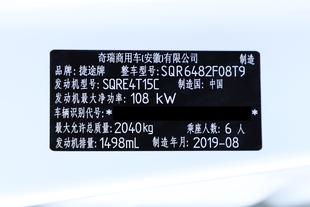 奇瑞商用车(安徽)有限公司 制造
品牌:捷途牌 整车型号:SQR6482F08T9
发动机型号:SQRE4T15C 制造国:中国
发动机最大净功率:108 kW
车辆识别代号:* *
最大允许总质量:2040kg 乘座人数:6 人
发动机排量:1498mL 制造年月:2019-08